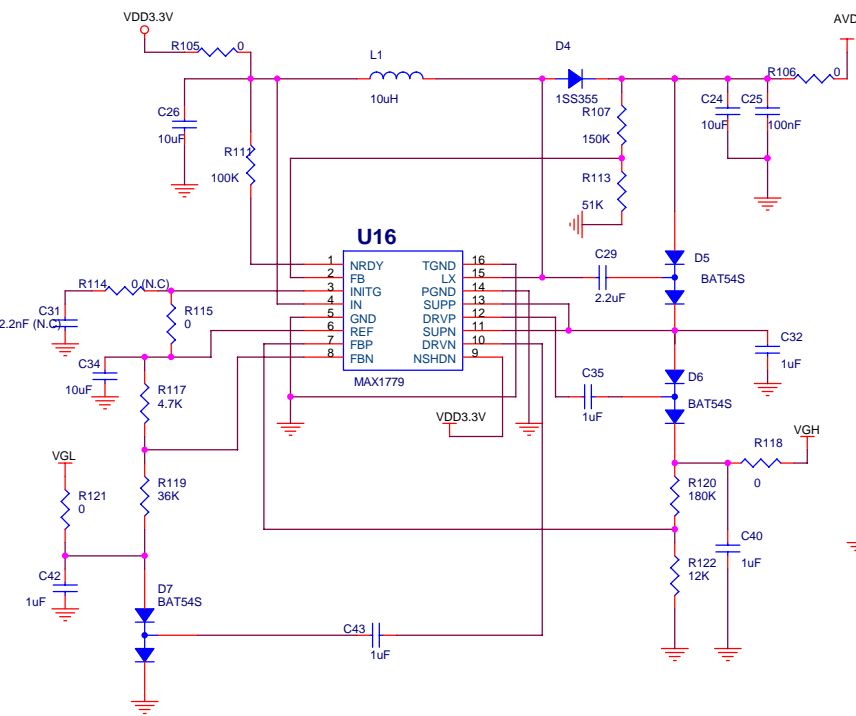 VDD3.3V
AVD
R105 0
L1
D4
10uH
1SS355
R106 0
C26
10uF
R107
150K
C24 C25
10uF 100nF
R111
100K
R113
51K
U16
1 NRDY TGND 16
2 FB LX 15
3 INITG PGND 14
4 IN SUPP 13
5 GND DRVP 12
6 REF SUPN 11
7 FBP DRVN 10
8 FBN NSHDN 9
MAX1779
C29
2.2uF
D5
BAT54S
R114 0 (N.C)
C31
2.2nF (N.C)
R115
0
C34
10uF
C32
1uF
R117
4.7K
C35
1uF
D6
BAT54S
VDD3.3V
VGL
R118
0
VGH
R121
0
R119
36K
R120
180K
C40
1uF
R122
12K
C42
1uF
D7
BAT54S
C43
1uF